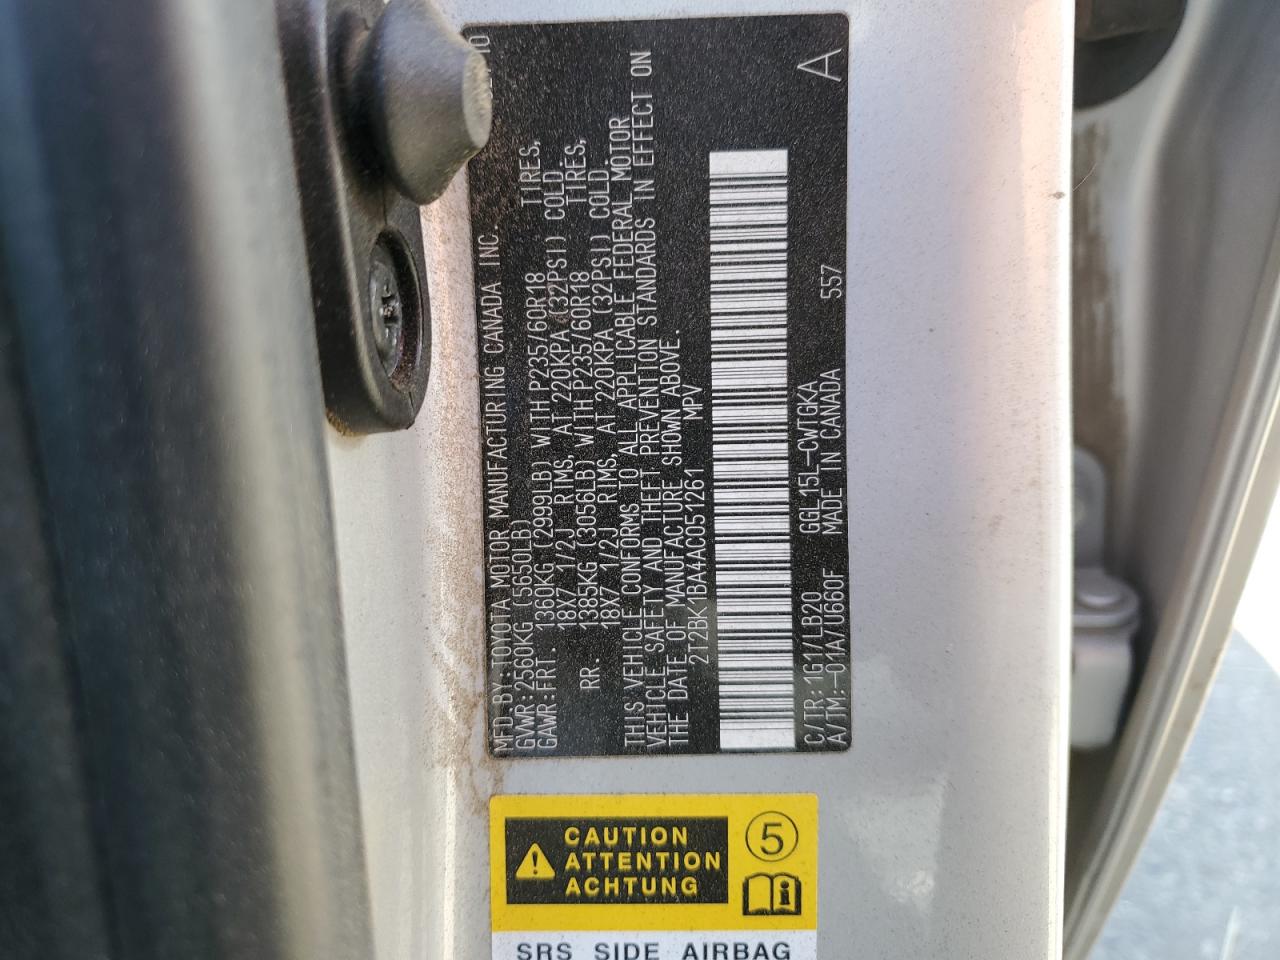 MFD.BY:TOYOTA MOTOR MANUFACTURING CANADA INC. 10
GVWR:2560KG (5650LB)
GAWR:FRT. 1360KG (2999LB) WITH P235/60R18 TIRES,
18X7 1/2J RIMS, AT 220KPA (32PSI) COLD.
RR. 1385KG (3056LB) WITH P235/60R18 TIRES,
18X7 1/2J RIMS, AT 220KPA (32PSI) COLD.
THIS VEHICLE CONFORMS TO ALL APPLICABLE FEDERAL MOTOR
VEHICLE SAFETY AND THEFT PREVENTION STANDARDS IN EFFECT ON
THE DATE OF MANUFACTURE SHOWN ABOVE.
2T2BK1BA4AC051261 MPV
C/TR:1G1/LB20 GGL15L-CWTGKA 557 A
A/TM:-01A/U660F MADE IN CANADA
CAUTION
ATTENTION
ACHTUNG
5
SRS SIDE AIRBAG